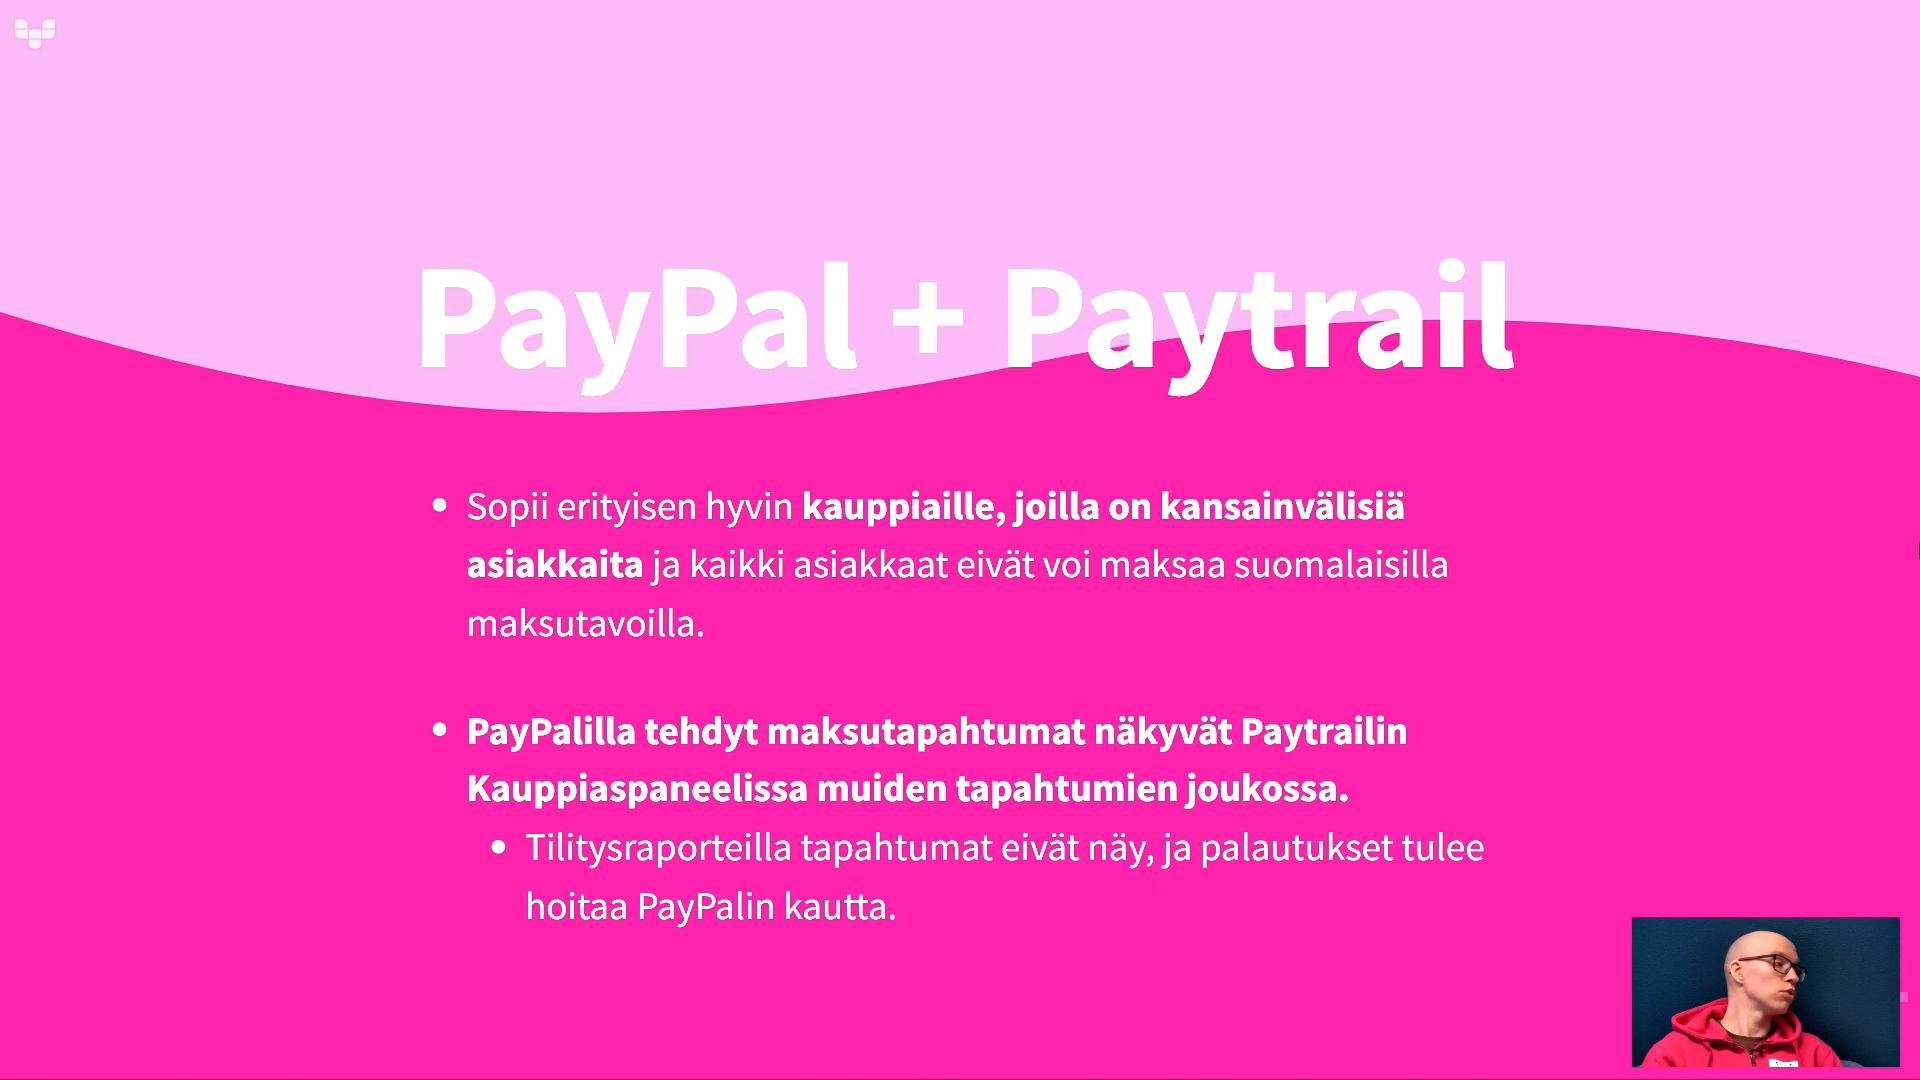 PayPal + Paytrail
Sopii erityisen hyvin kauppiaille, joilla on kansainvälisiä
asiakkaita ja kaikki asiakkaat eivät voi maksaa suomalaisilla
maksutavoilla.
PayPalilla tehdyt maksutapahtumat näkyvät Paytrailin
Kauppiaspaneelissa muiden tapahtumien joukossa.
Tilitysraporteilla tapahtumat eivät näy, ja palautukset tulee
hoitaa PayPalin kautta.